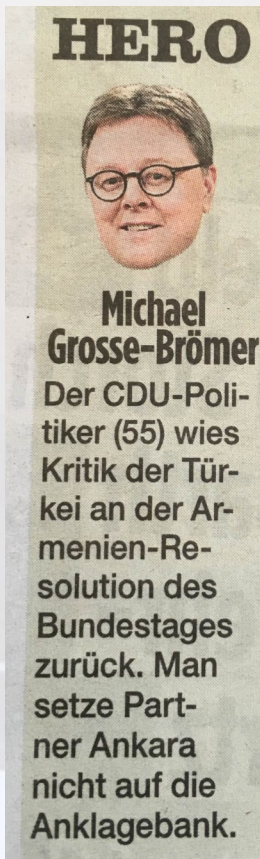 HERO
Michael
Grosse-Brömer
Der CDU-Poli-
tiker (55) wies
Kritik der Tür-
kei an der Ar-
menien-Re-
solution des
Bundestages
zurück. Man
setze Part-
ner Ankara
nicht auf die
Anklagebank.